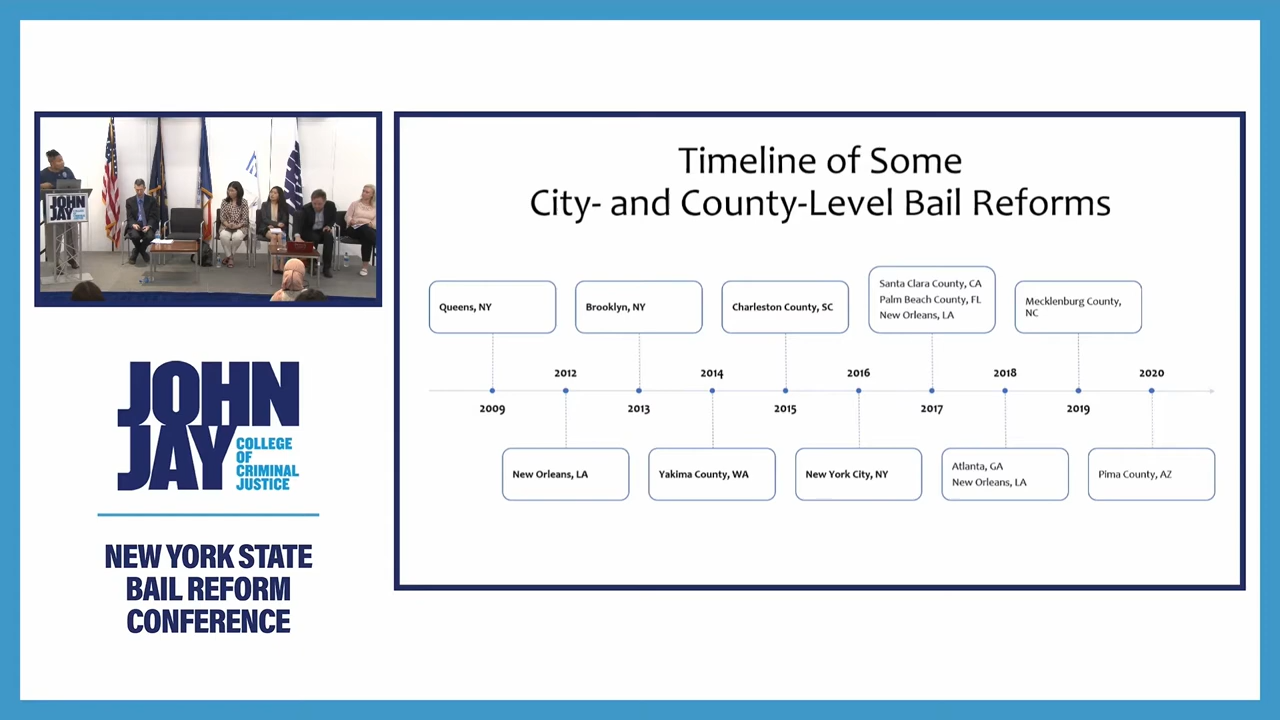 JOHN
JAY
JOHN
JAY
COLLEGE
OF
CRIMINAL
JUSTICE
NEW YORK STATE
BAIL REFORM
CONFERENCE
Timeline of Some
City- and County-Level Bail Reforms
Queens, NY
Brooklyn, NY
Charleston County, SC
Santa Clara County, CA
Palm Beach County, FL
New Orleans, LA
Mecklenburg County,
NC
2012
2014
2016
2018
2020
2009
2013
2015
2017
2019
New Orleans, LA
Yakima County, WA
New York City, NY
Atlanta, GA
New Orleans, LA
Pima County, AZ